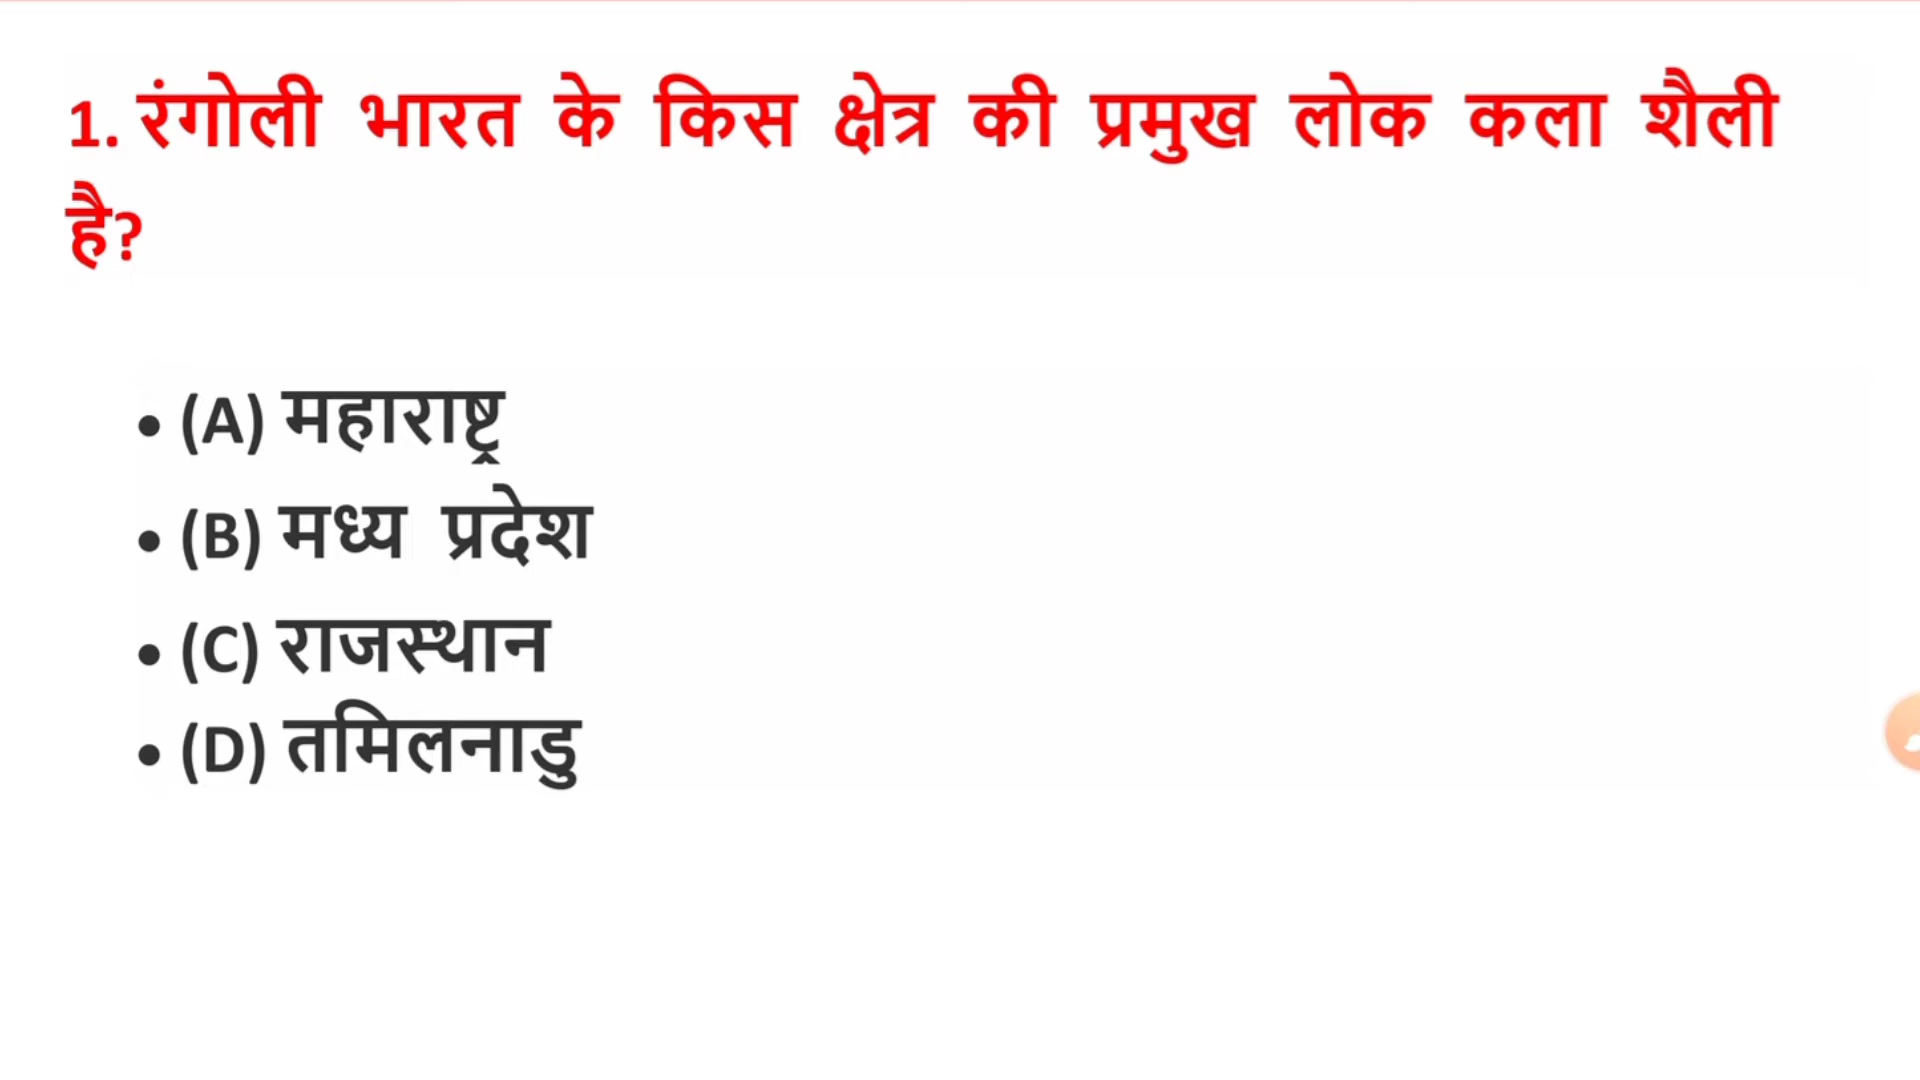 1. रंगोली भारत के किस क्षेत्र की प्रमुख लोक कला शैली
है?
• (A) महाराष्ट्र
• (B) मध्य प्रदेश
• (C) राजस्थान
• (D) तमिलनाडु